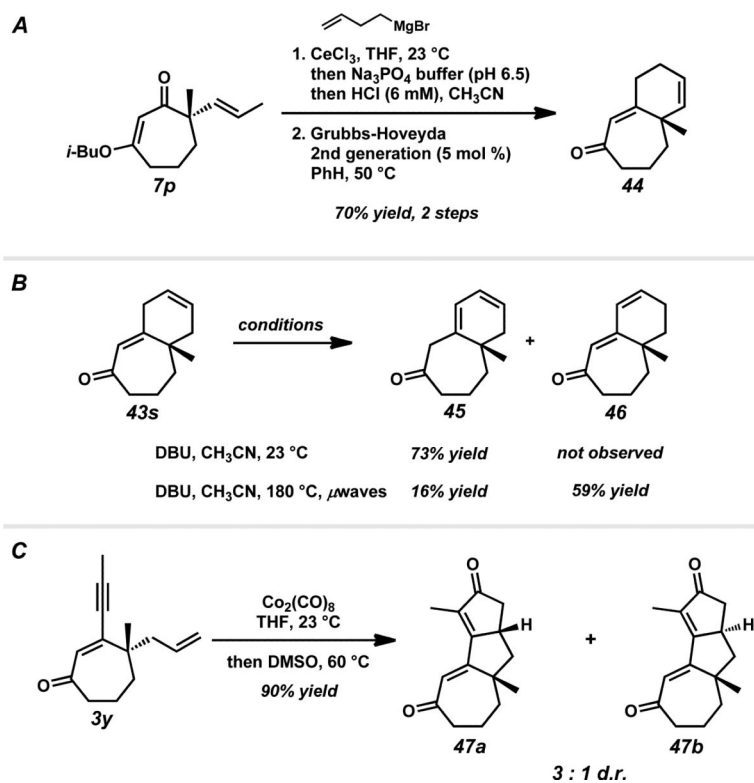 A
MgBr
1. CeCl₃, THF, 23 °C
then Na₃PO₄ buffer (pH 6.5)
then HCl (6 mM), CH₃CN
2. Grubbs-Hoveyda
2nd generation (5 mol %)
PhH, 50 °C
70% yield, 2 steps
O
i-BuO
7p
O
44
B
conditions
+
O
43s
O
45
O
46
DBU, CH₃CN, 23 °C 73% yield not observed
DBU, CH₃CN, 180 °C, μwaves 16% yield 59% yield
C
Co₂(CO)₈
THF, 23 °C
then DMSO, 60 °C
90% yield
O
3y
O
H
O
47a
+
O
H
O
47b
3 : 1 d.r.